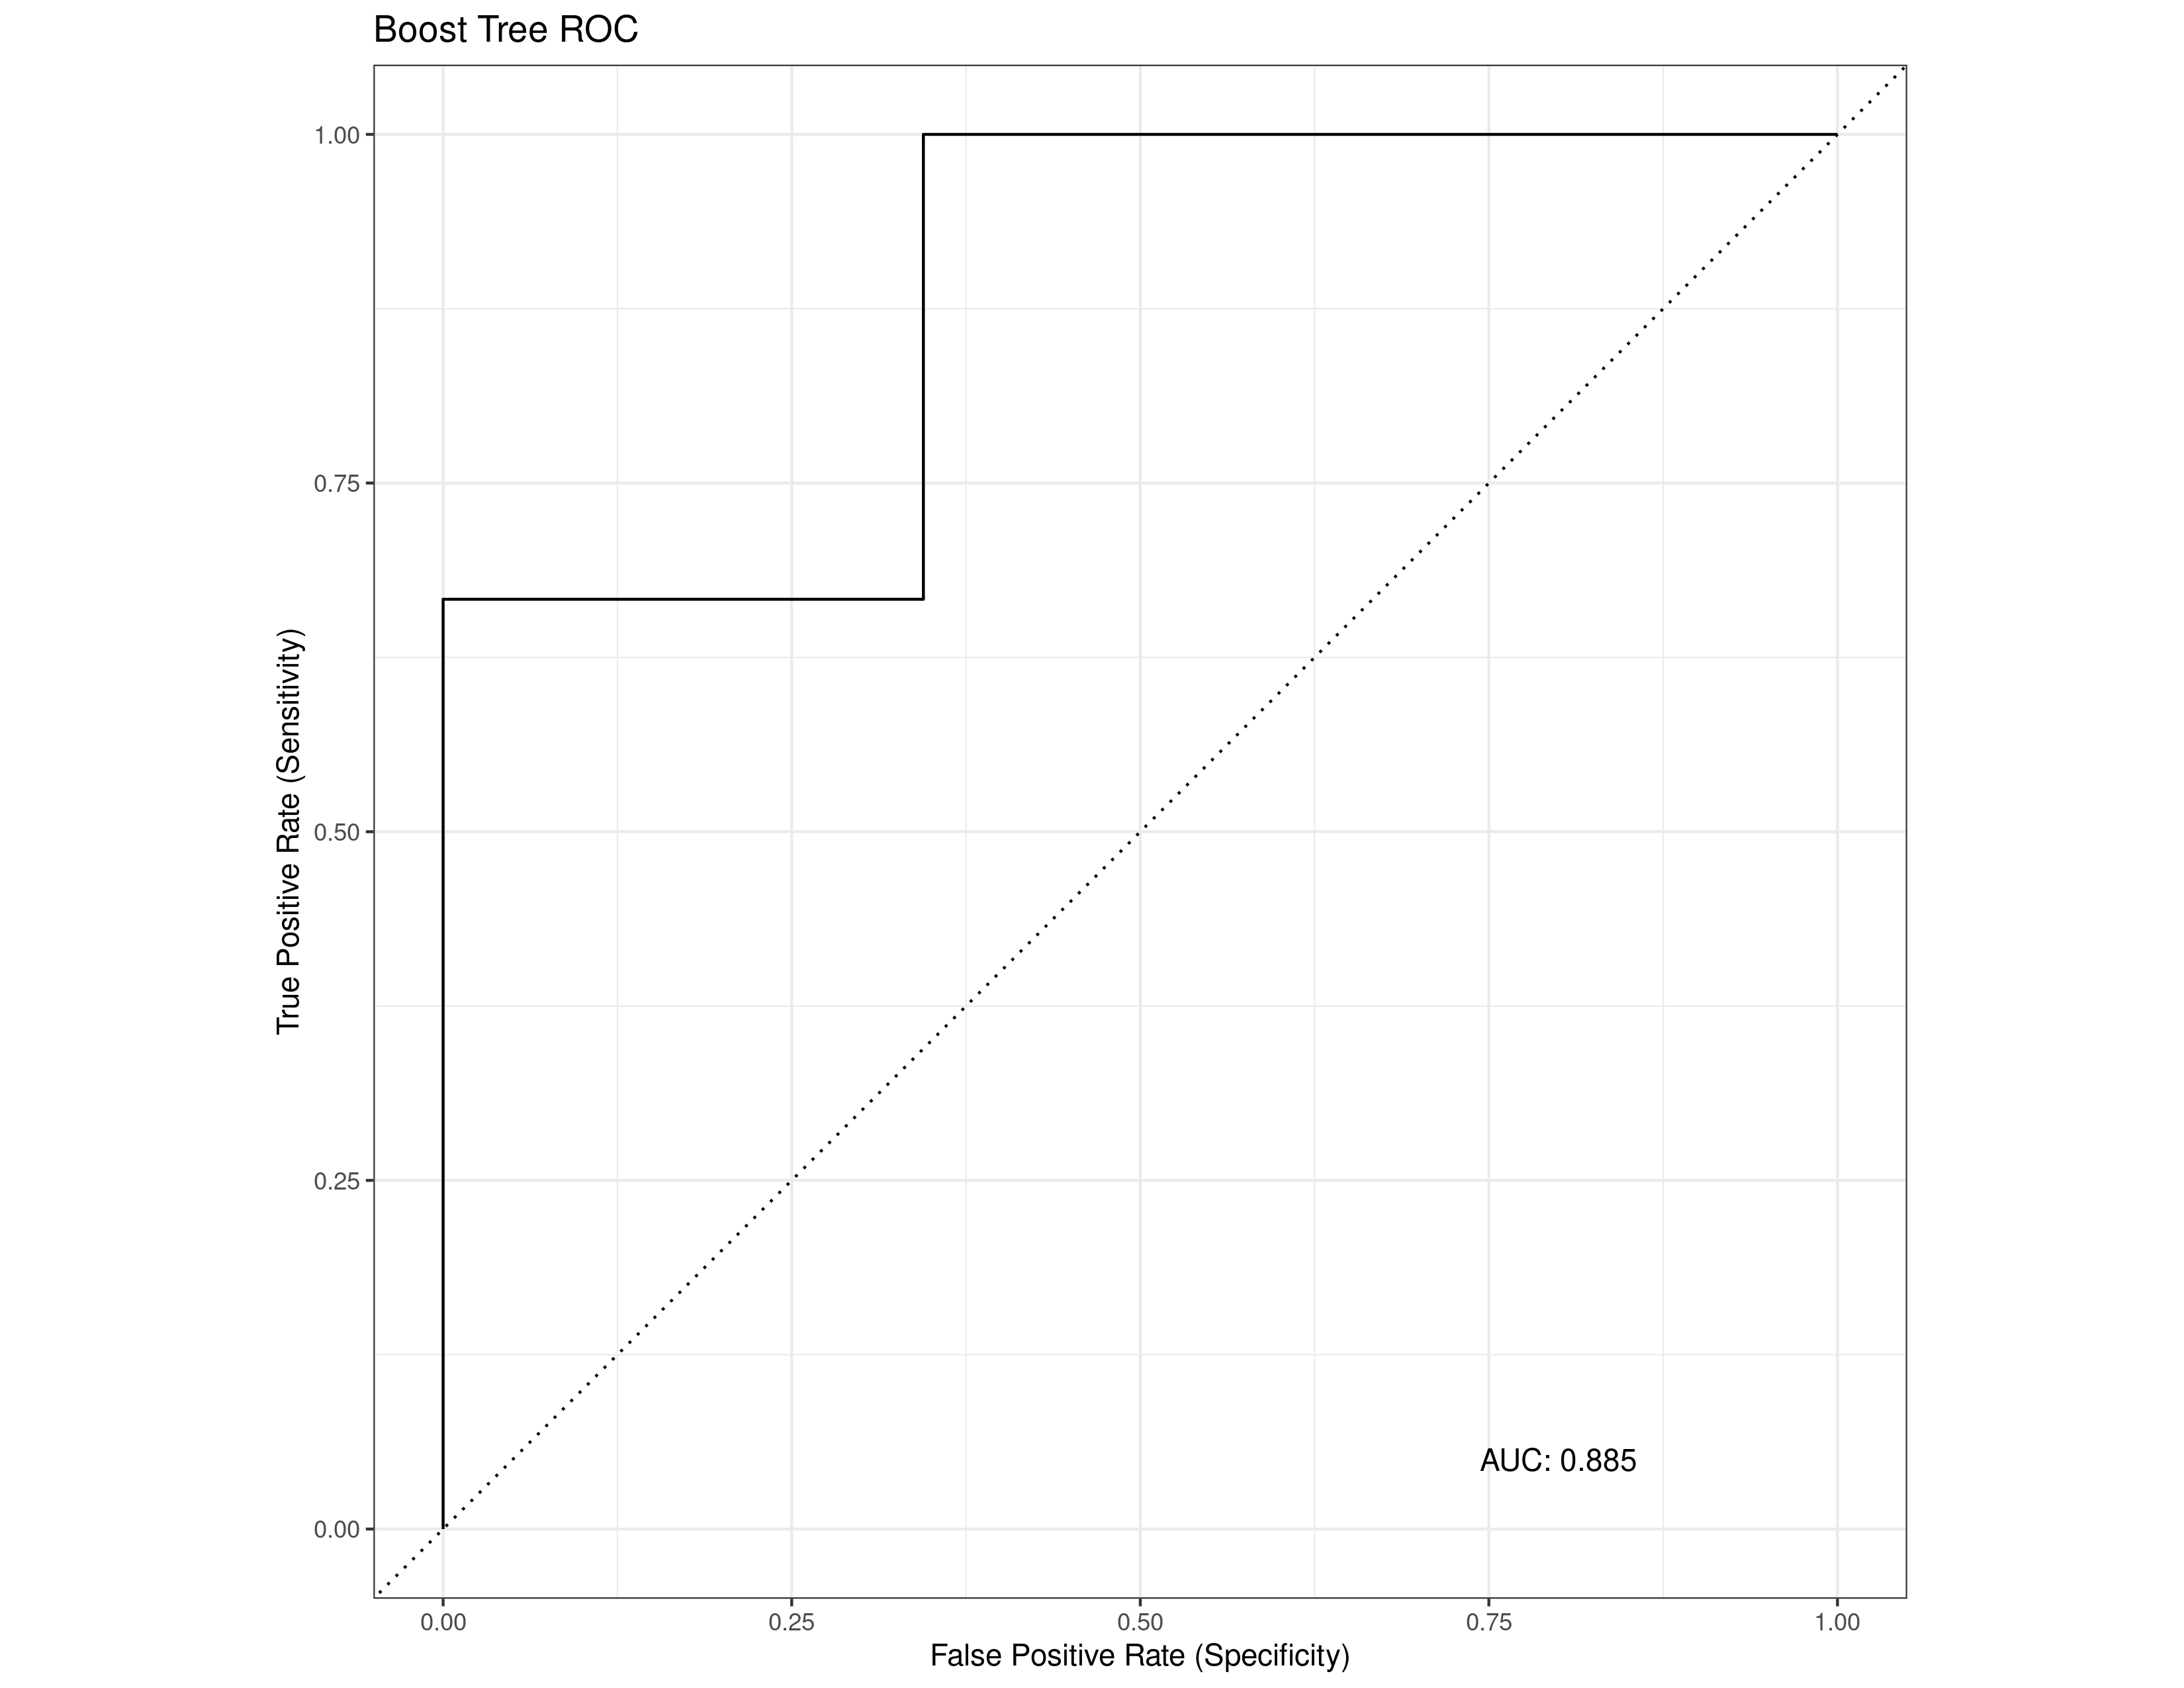 Boost Tree ROC
1.00
0.75
0.50
0.25
0.00
True Positive Rate (Sensitivity)
AUC: 0.885
0.00
0.25
0.50
0.75
1.00
False Positive Rate (Specificity)